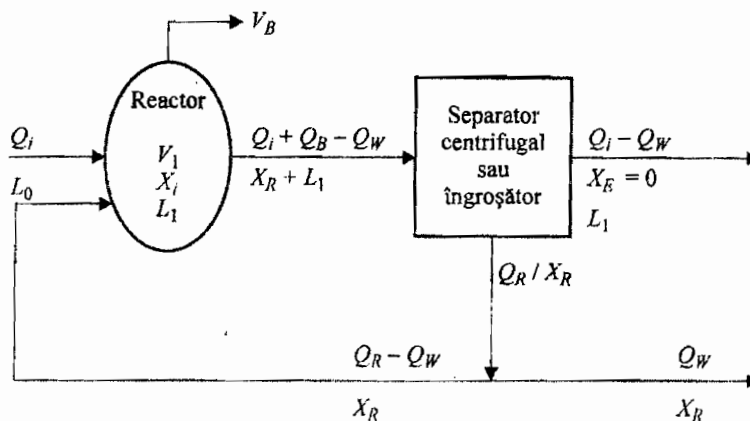 V_B
Reactor
Q_i
L_0
V_1
X_i
L_1
Q_i + Q_B − Q_W
X_R + L_1
Separator
centrifugal
sau
îngroşător
Q_i − Q_W
X_E = 0
L_1
Q_R / X_R
Q_R − Q_W
X_R
Q_W
X_R